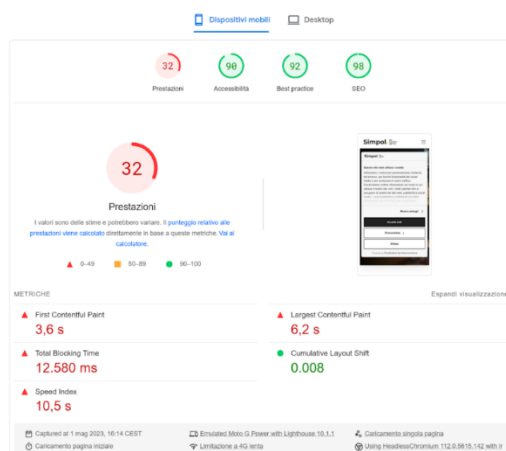 Dispositivi mobili
Desktop
32
90
92
98
Prestazioni
Accessibilità
Best practice
SEO
32
Prestazioni
I valori sono delle stime e potrebbero variare. Il punteggio relativo alle
prestazioni viene calcolato direttamente in base a queste metriche. Vai al
calcolatore.
0–49
50–89
90–100
Simpol
METRICHE
Espandi visualizzazione
First Contentful Paint
3,6 s
Largest Contentful Paint
6,2 s
Total Blocking Time
12.580 ms
Cumulative Layout Shift
0.008
Speed Index
10,5 s
Captured at 1 mag 2023, 16:14 CEST
Emulated Moto G Power with Lighthouse 10.1.1
Caricamento singola pagina
Caricamento pagina iniziale
Limitazione a 4G lenta
Using HeadlessChromium 112.0.5615.142 with lr